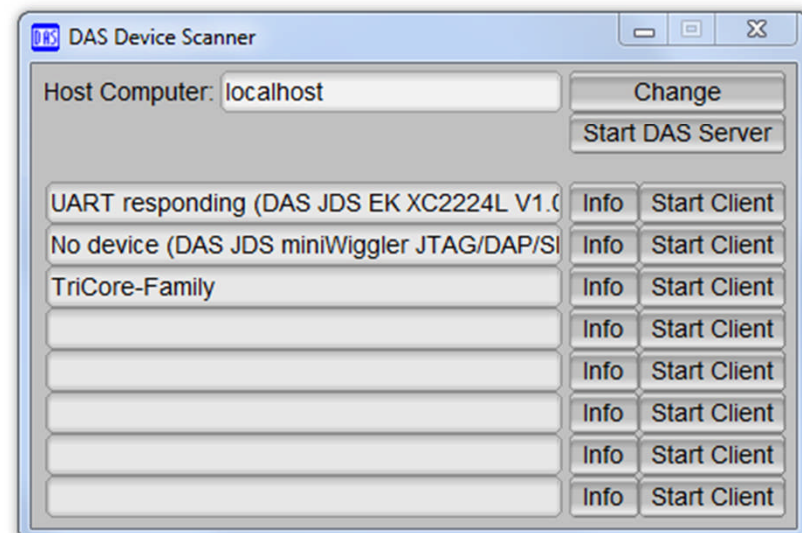 DAS DAS Device Scanner
Host Computer: localhost Change
Start DAS Server
UART responding (DAS JDS EK XC2224L V1.0 Info Start Client
No device (DAS JDS miniWiggler JTAG/DAP/S Info Start Client
TriCore-Family Info Start Client
Info Start Client
Info Start Client
Info Start Client
Info Start Client
Info Start Client